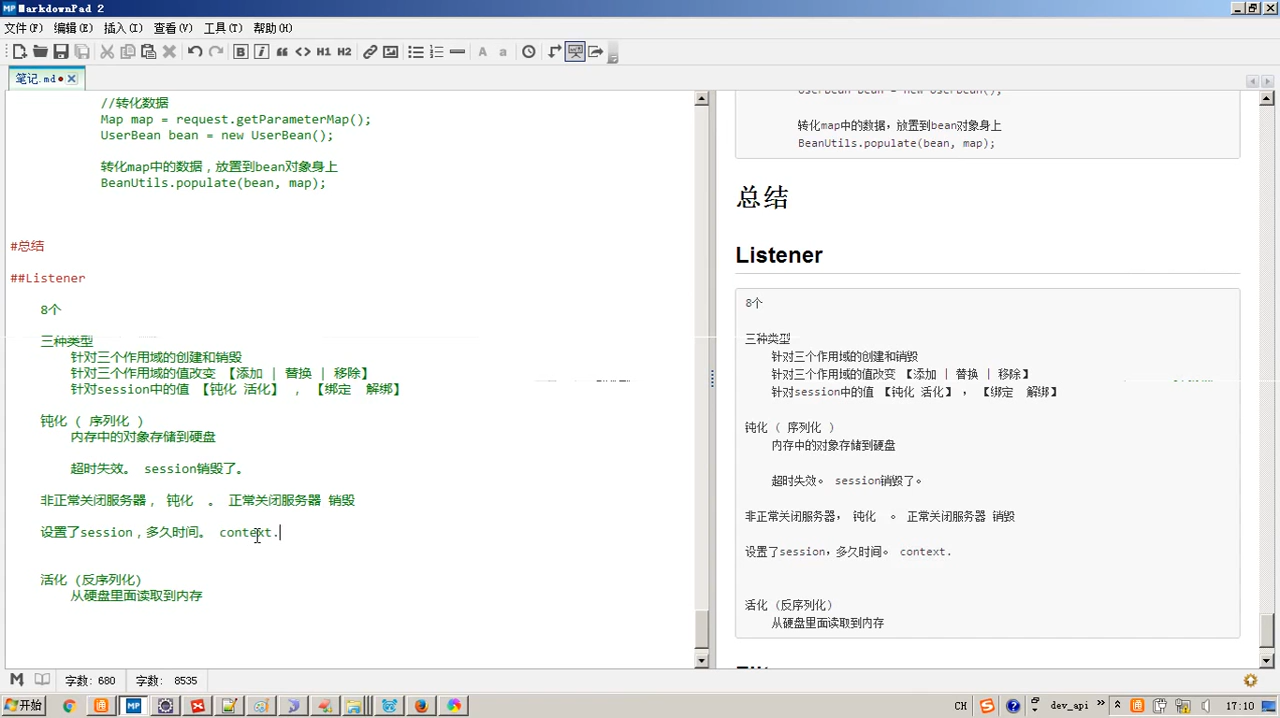 MarkdownPad 2
文件(F) 编辑(E) 插入(I) 查看(V) 工具(T) 帮助(H)
B i H1 H2 A a
笔记.md
//转化数据
Map map = request.getParameterMap();
UserBean bean = new UserBean();
转化map中的数据，放置到bean对象身上
BeanUtils.populate(bean, map);
#总结
##Listener
8个
三种类型
针对三个作用域的创建和销毁
针对三个作用域的值改变 【添加 | 替换 | 移除】
针对session中的值 【钝化 活化】 ， 【绑定 解绑】
钝化 ( 序列化 )
内存中的对象存储到硬盘
超时失效。 session销毁了。
非正常关闭服务器， 钝化 。 正常关闭服务器 销毁
设置了session，多久时间。 context.
活化 (反序列化)
从硬盘里面读取到内存
UserBean bean = new UserBean();
转化map中的数据，放置到bean对象身上
BeanUtils.populate(bean, map);
总结
Listener
8个
三种类型
针对三个作用域的创建和销毁
针对三个作用域的值改变 【添加 | 替换 | 移除】
针对session中的值 【钝化 活化】 ， 【绑定 解绑】
钝化 ( 序列化 )
内存中的对象存储到硬盘
超时失效。 session销毁了。
非正常关闭服务器， 钝化 。 正常关闭服务器 销毁
设置了session，多久时间。 context.
活化 (反序列化)
从硬盘里面读取到内存
字数: 680 字数: 8535
开始 CH dev_api 17:10